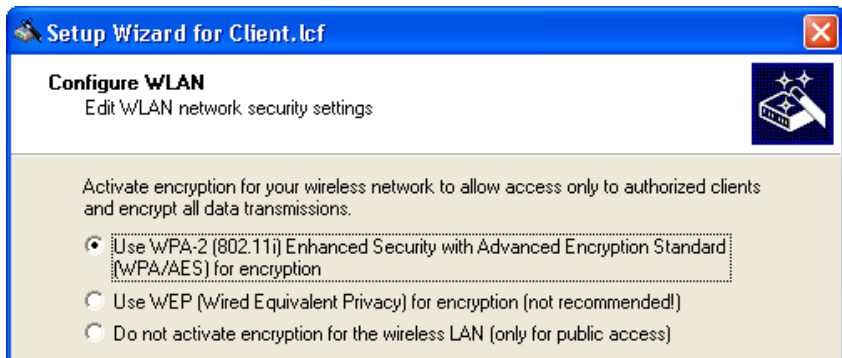 Setup Wizard for Client.lcf
Configure WLAN
Edit WLAN network security settings
Activate encryption for your wireless network to allow access only to authorized clients
and encrypt all data transmissions.
Use WPA-2 (802.11i) Enhanced Security with Advanced Encryption Standard
(WPA/AES) for encryption
Use WEP (Wired Equivalent Privacy) for encryption (not recommended!)
Do not activate encryption for the wireless LAN (only for public access)